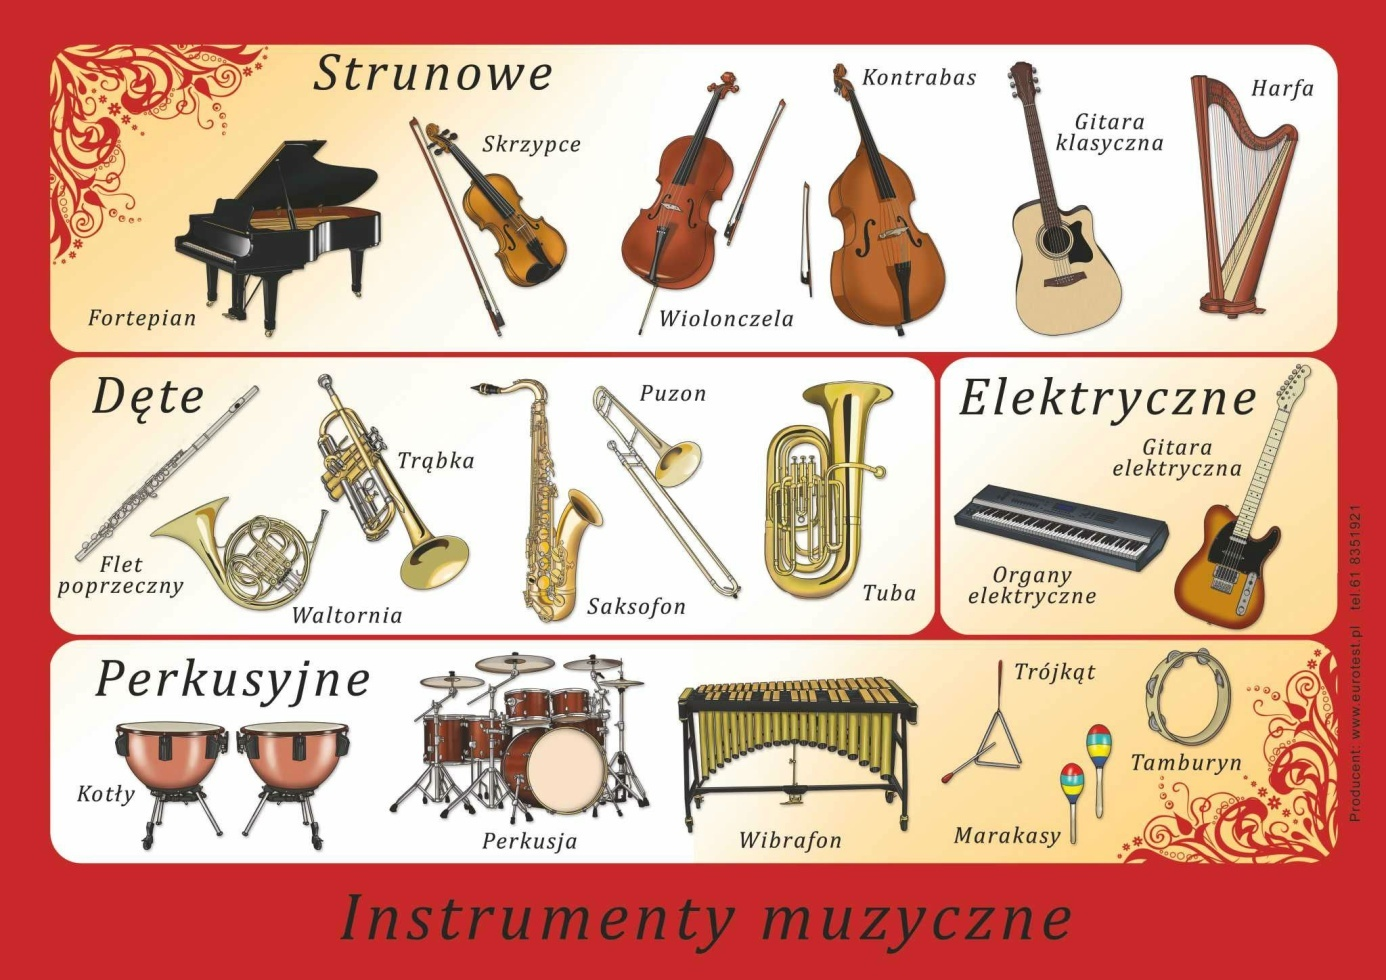 Strunowe
Fortepian
Skrzypce
Wiolonczela
Kontrabas
Gitara
klasyczna
Harfa
Dęte
Flet
poprzeczny
Waltornia
Trąbka
Saksofon
Puzon
Tuba
Elektryczne
Gitara
elektryczna
Organy
elektryczne
Perkusyjne
Kotły
Perkusja
Wibrafon
Trójkąt
Marakasy
Tamburyn
Instrumenty muzyczne
Producent: www.eurotest.pl tel.61 8351921